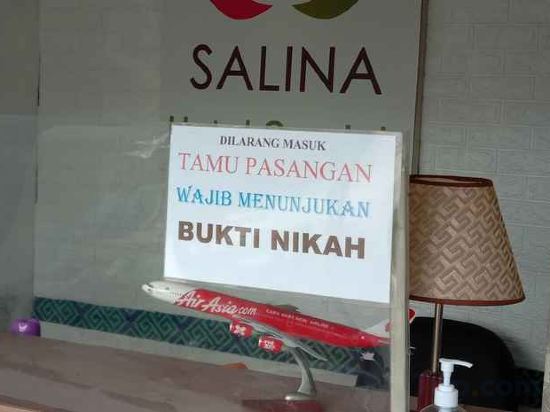 SALINA
DILARANG MASUK
TAMU PASANGAN
WAJIB MENUNJUKAN
BUKTI NIKAH
AirAsia.com